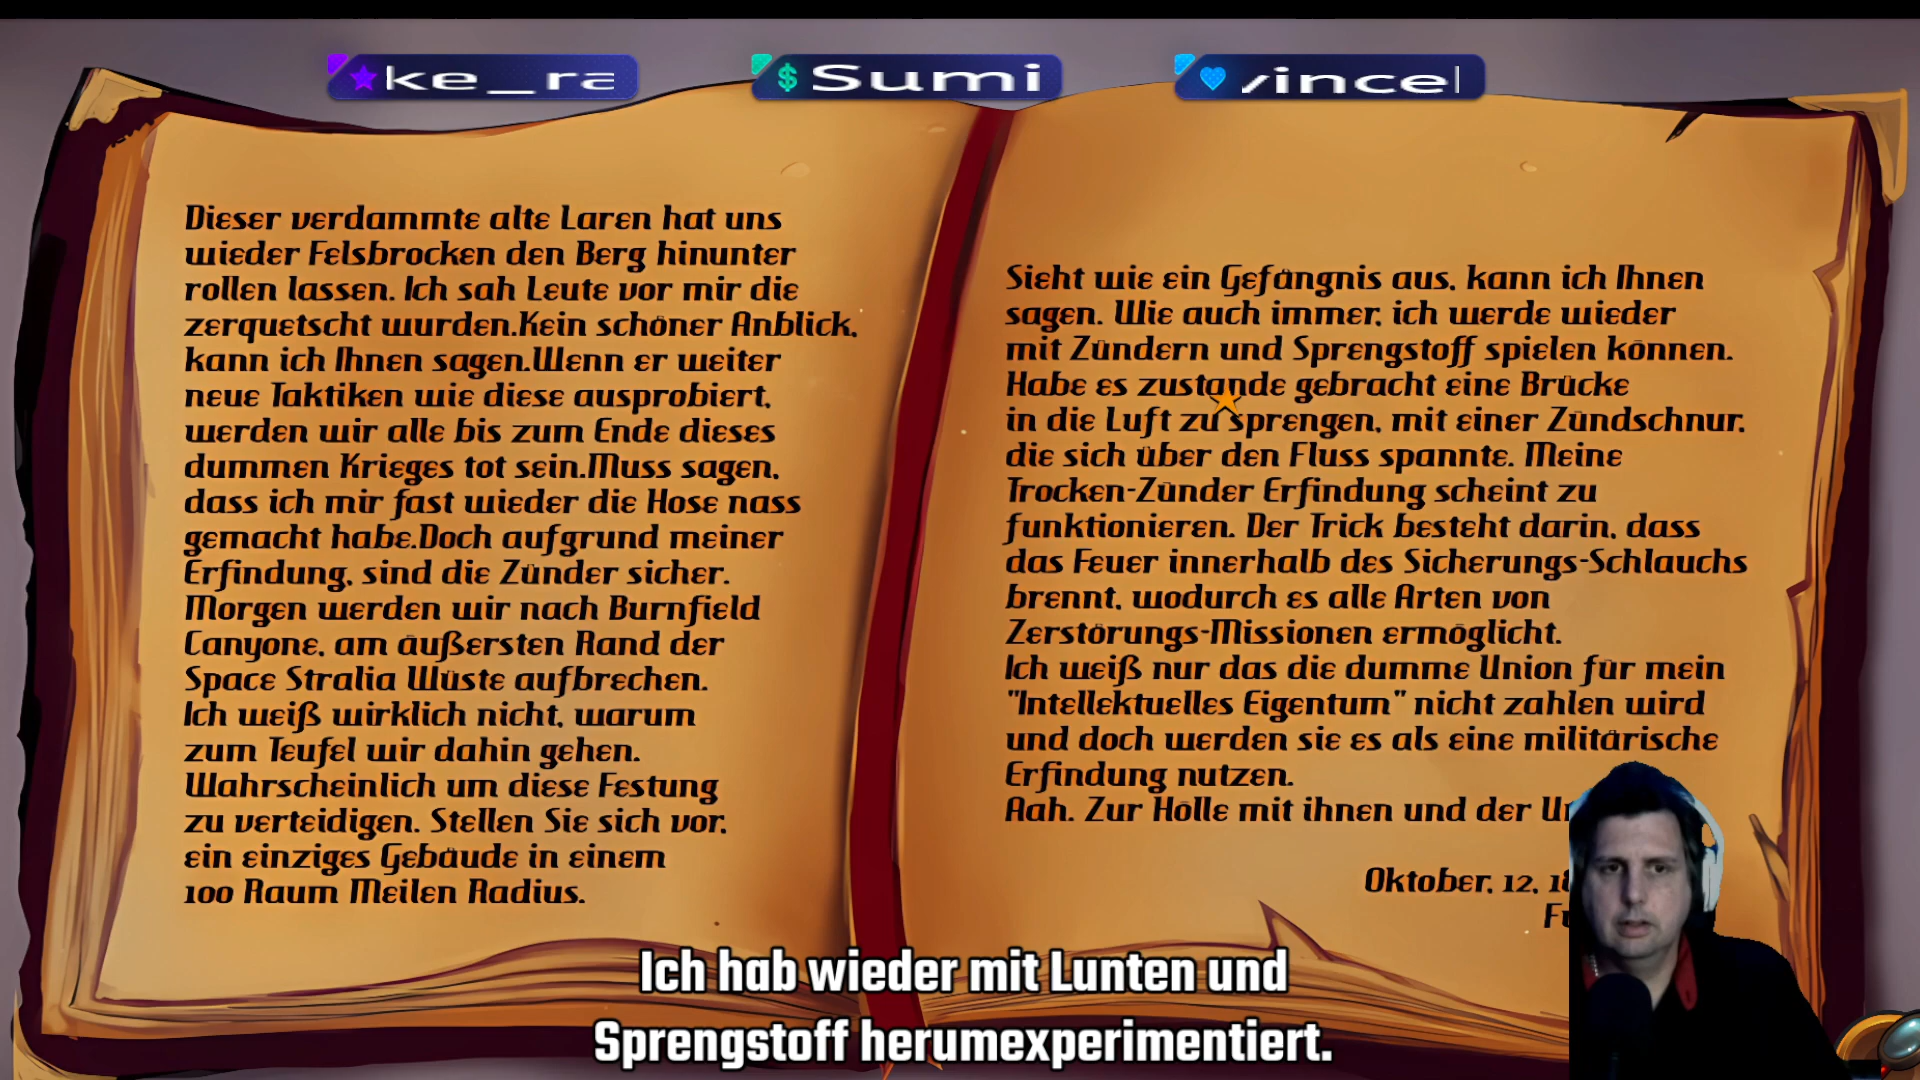 ke_ra
$ Sumi
vincel
Dieser verdammte alte Laren hat uns
wieder Felsbrocken den Berg hinunter
rollen lassen. Ich sah Leute vor mir die
zerquetscht wurden.Kein schöner Anblick,
kann ich Ihnen sagen.Wenn er weiter
neue Taktiken wie diese ausprobiert,
werden wir alle bis zum Ende dieses
dummen Krieges tot sein.Muss sagen,
dass ich mir fast wieder die Hose nass
gemacht habe.Doch aufgrund meiner
Erfindung, sind die Zünder sicher.
Morgen werden wir nach Burnfield
Canyone, am äußersten Rand der
Space Stralia Wüste aufbrechen.
Ich weiß wirklich nicht, warum
zum Teufel wir dahin gehen.
Wahrscheinlich um diese Festung
zu verteidigen. Stellen Sie sich vor,
ein einziges Gebäude in einem
100 Raum Meilen Radius.
Sieht wie ein Gefängnis aus, kann ich Ihnen
sagen. Wie auch immer, ich werde wieder
mit Zündern und Sprengstoff spielen können.
Habe es zustande gebracht eine Brücke
in die Luft zu sprengen, mit einer Zündschnur,
die sich über den Fluss spannte. Meine
Trocken-Zünder Erfindung scheint zu
funktionieren. Der Trick besteht darin, dass
das Feuer innerhalb des Sicherungs-Schlauchs
brennt, wodurch es alle Arten von
Zerstörungs-Missionen ermöglicht.
Ich weiß nur das die dumme Union für mein
"Intellektuelles Eigentum" nicht zahlen wird
und doch werden sie es als eine militärische
Erfindung nutzen.
Aah. Zur Hölle mit ihnen und der
Oktober, 12, 18
Ich hab wieder mit Lunten und
Sprengstoff herumexperimentiert.